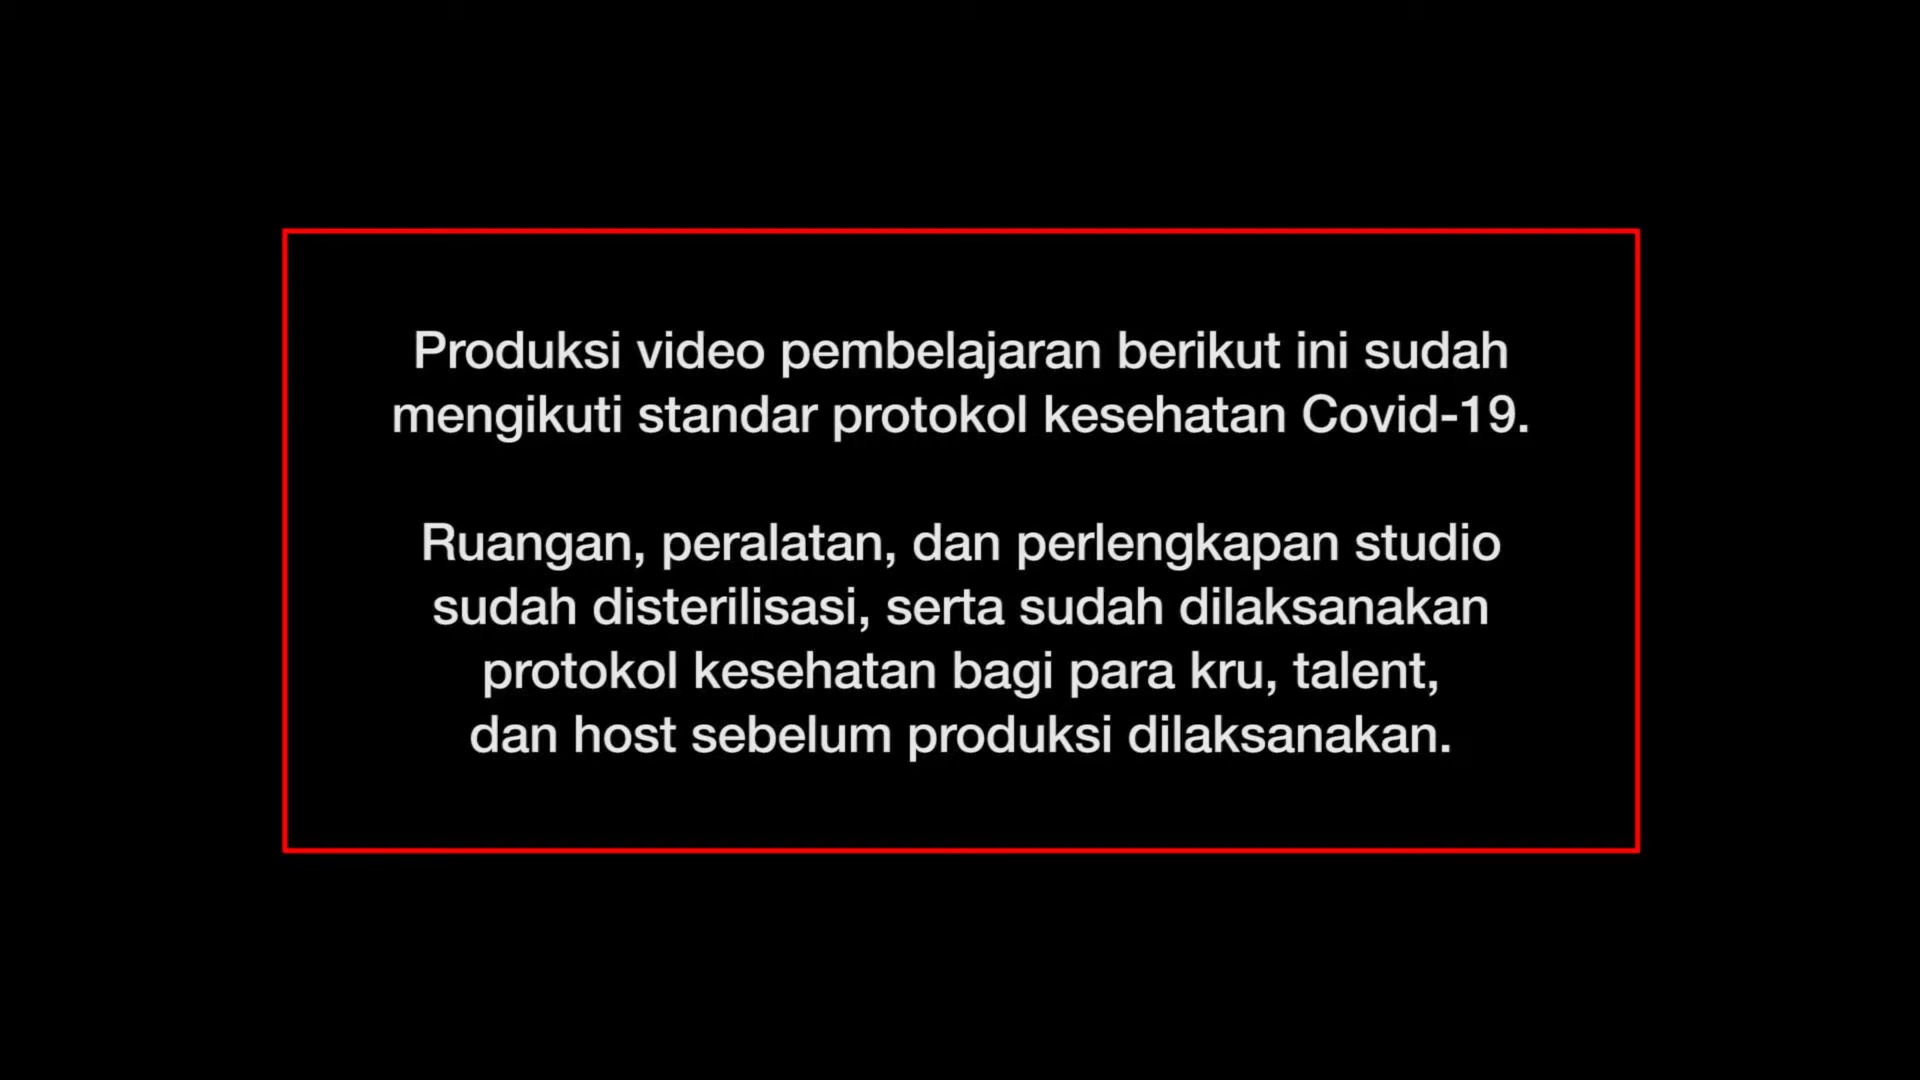 Produksi video pembelajaran berikut ini sudah
mengikuti standar protokol kesehatan Covid-19.
Ruangan, peralatan, dan perlengkapan studio
sudah disterilisasi, serta sudah dilaksanakan
protokol kesehatan bagi para kru, talent,
dan host sebelum produksi dilaksanakan.